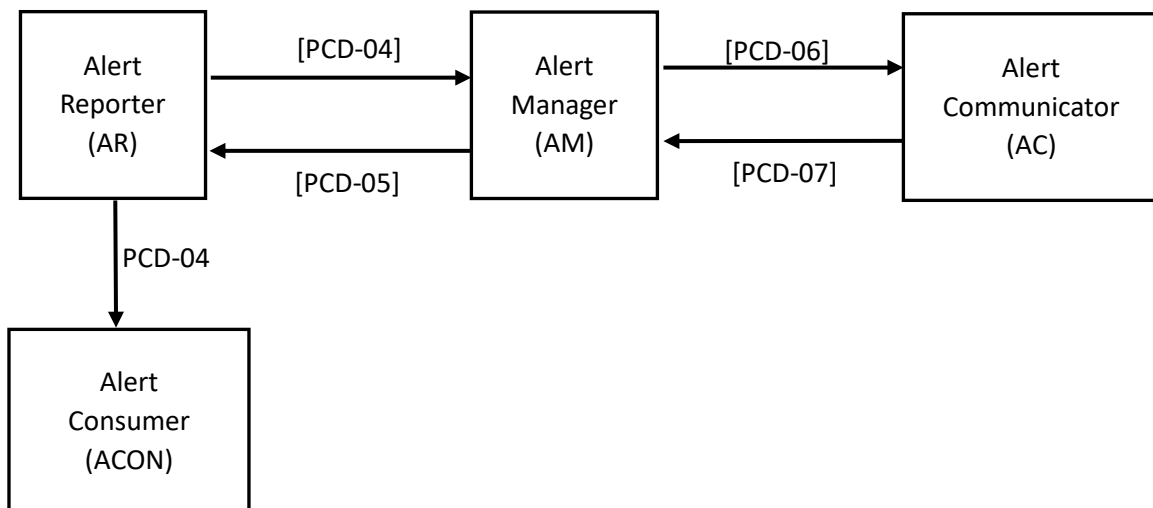 Alert
Reporter
(AR)
[PCD-04]
[PCD-05]
Alert
Manager
(AM)
[PCD-06]
[PCD-07]
Alert
Communicator
(AC)
PCD-04
Alert
Consumer
(ACON)